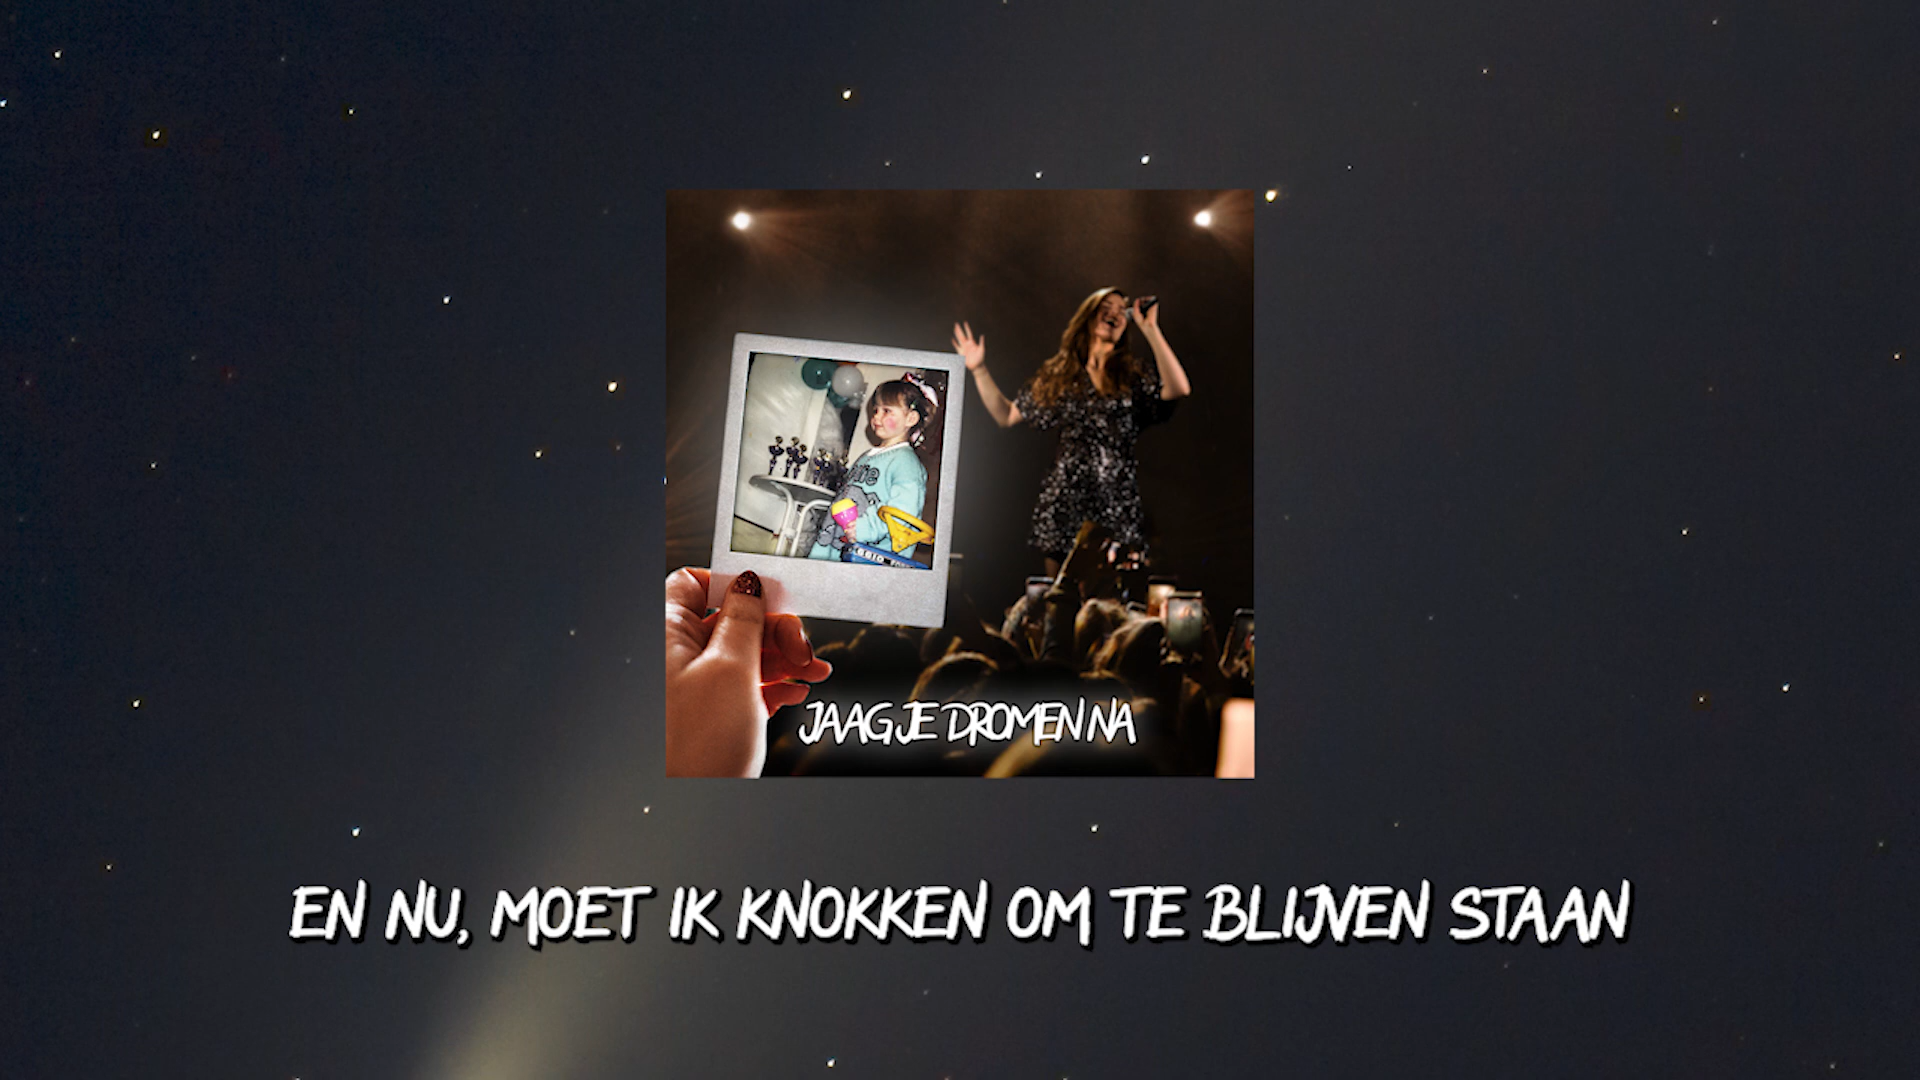 JAAG JE DROMEN NA
EN NU, MOET IK KNOKKEN OM TE BLIJVEN STAAN